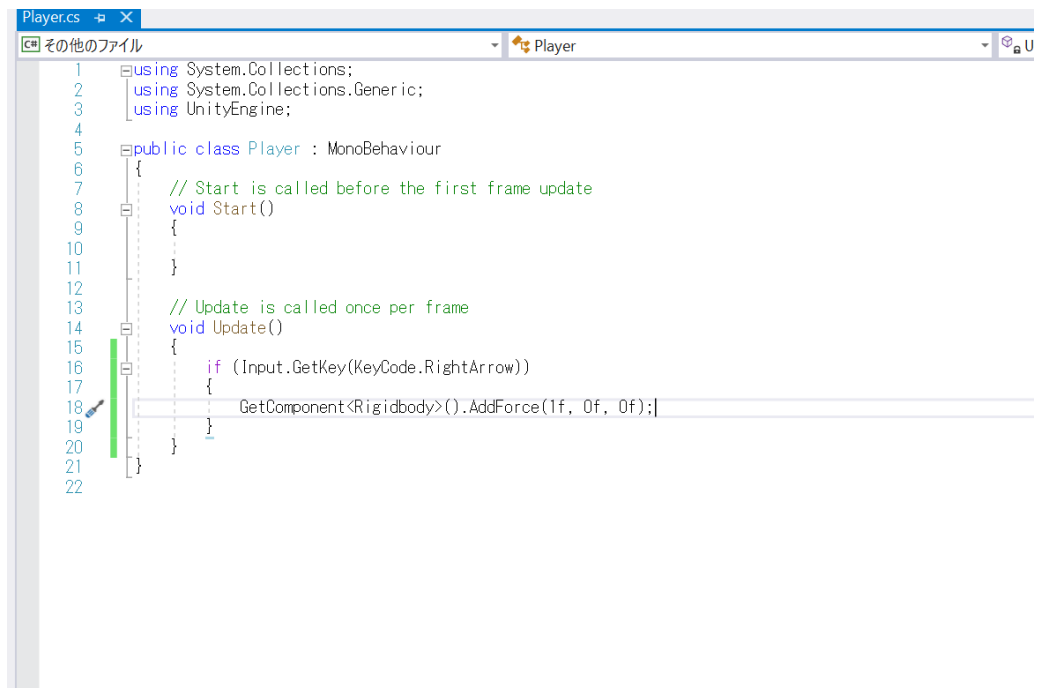 Player.cs
C# その他のファイル Player U
1 using System.Collections;
2 using System.Collections.Generic;
3 using UnityEngine;
4
5 public class Player : MonoBehaviour
6 {
7 // Start is called before the first frame update
8 void Start()
9 {
10
11 }
12
13 // Update is called once per frame
14 void Update()
15 {
16 if (Input.GetKey(KeyCode.RightArrow))
17 {
18 GetComponent<Rigidbody>().AddForce(1f, 0f, 0f);
19 }
20 }
21 }
22